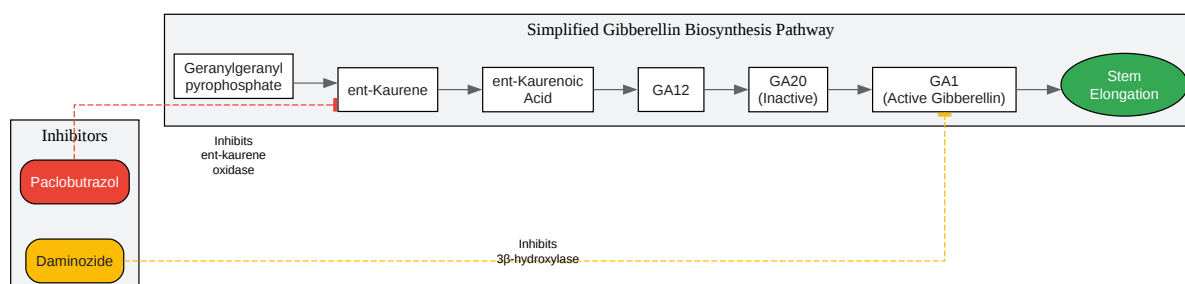 Simplified Gibberellin Biosynthesis Pathway
Geranylgeranyl
pyrophosphate
ent-Kaurene
ent-Kaurenoic
Acid
GA12
GA20
(Inactive)
GA1
(Active Gibberellin)
Stem
Elongation
Inhibitors
Inhibits
ent-kaurene
oxidase
Paclobutrazol
Daminozide
Inhibits
3β-hydroxylase